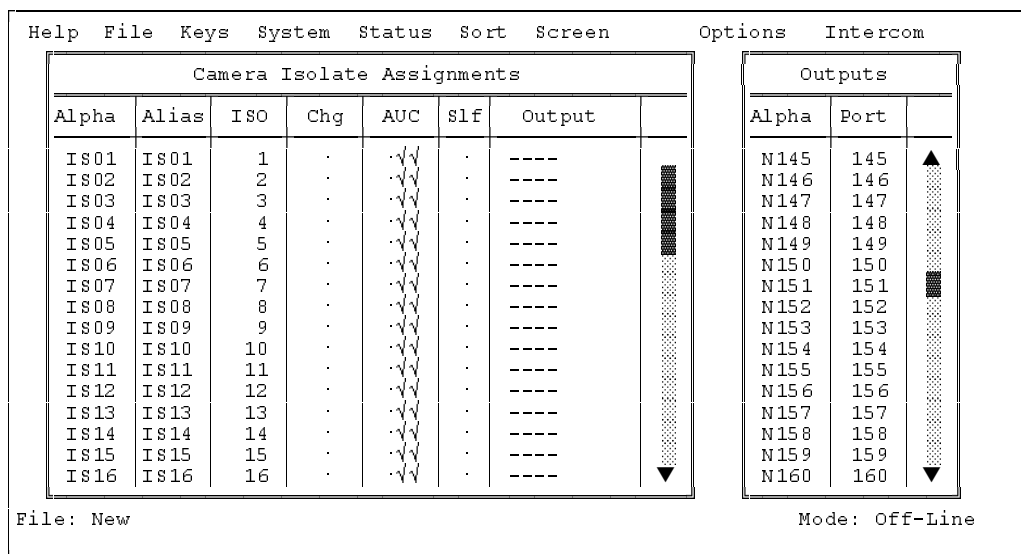 Help File Keys System Status Sort Screen Options Intercom
Camera Isolate Assignments
Alpha Alias ISO Chg AUC Slf Output
IS01 IS01 1 · ·√√ · ----
IS02 IS02 2 · ·√√ · ----
IS03 IS03 3 · ·√√ · ----
IS04 IS04 4 · ·√√ · ----
IS05 IS05 5 · ·√√ · ----
IS06 IS06 6 · ·√√ · ----
IS07 IS07 7 · ·√√ · ----
IS08 IS08 8 · ·√√ · ----
IS09 IS09 9 · ·√√ · ----
IS10 IS10 10 · ·√√ · ----
IS11 IS11 11 · ·√√ · ----
IS12 IS12 12 · ·√√ · ----
IS13 IS13 13 · ·√√ · ----
IS14 IS14 14 · ·√√ · ----
IS15 IS15 15 · ·√√ · ----
IS16 IS16 16 · ·√√ · ----
Outputs
Alpha Port
N145 145
N146 146
N147 147
N148 148
N149 149
N150 150
N151 151
N152 152
N153 153
N154 154
N155 155
N156 156
N157 157
N158 158
N159 159
N160 160
File: New Mode: Off-Line